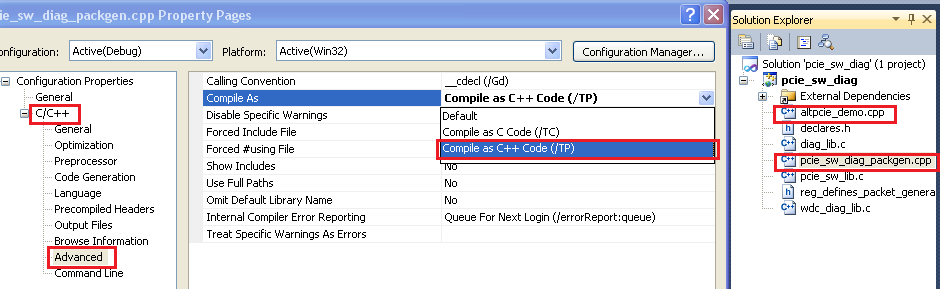 cie_sw_diag_packgen.cpp Property Pages
onfiguration: Active(Debug) Platform: Active(Win32) Configuration Manager...
Configuration Properties
General
C/C++
General
Optimization
Preprocessor
Code Generation
Language
Precompiled Headers
Output Files
Browse Information
Advanced
Command Line
Calling Convention __cdecl (/Gd)
Compile As Compile as C++ Code (/TP)
Disable Specific Warnings Default
Forced Include File Compile as C Code (/TC)
Forced #using File Compile as C++ Code (/TP)
Show Includes No
Use Full Paths No
Omit Default Library Name No
Internal Compiler Error Reporting Queue For Next Login (/errorReport:queue)
Treat Specific Warnings As Errors
Solution Explorer
Solution 'pcie_sw_diag' (1 project)
pcie_sw_diag
External Dependencies
altpcie_demo.cpp
declares.h
diag_lib.c
pcie_sw_diag_packgen.cpp
pcie_sw_lib.c
reg_defines_packet_genera
wdc_diag_lib.c